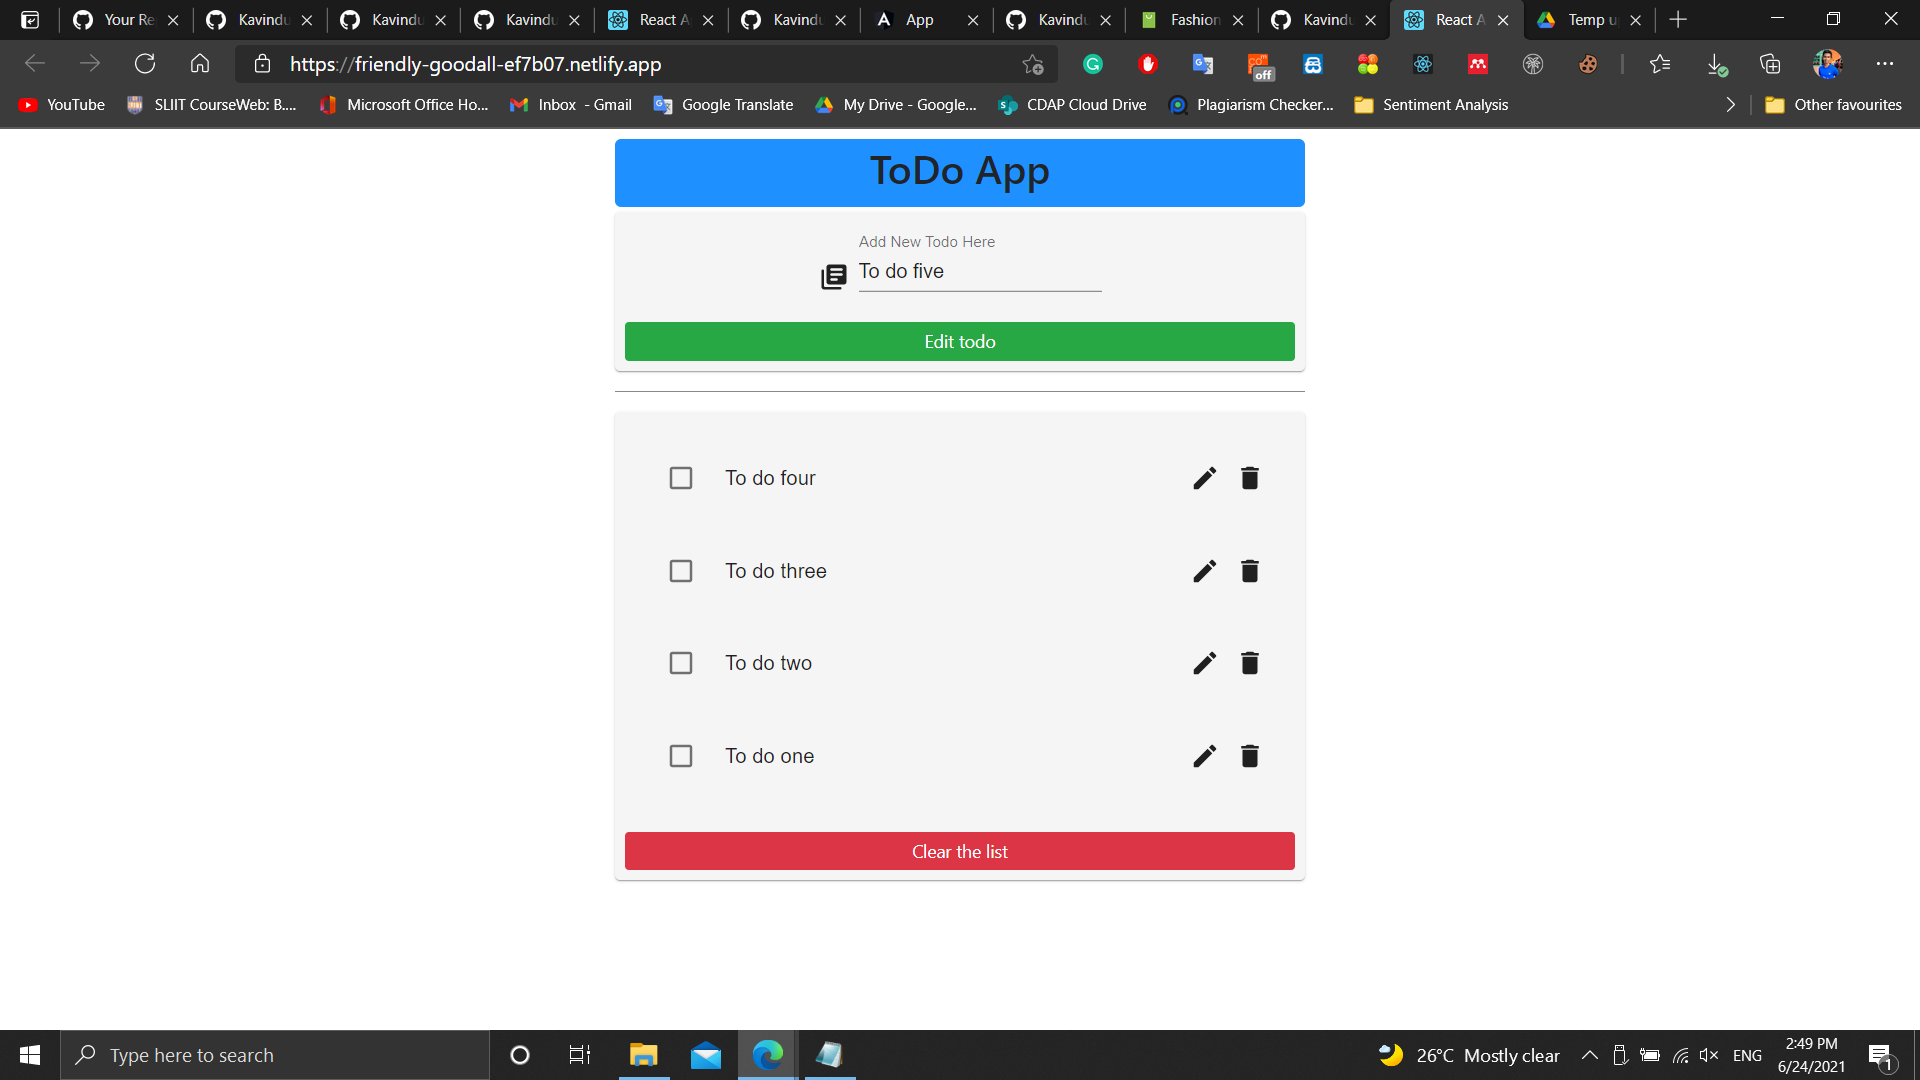 Your Re
Kavindu
Kavindu
Kavindu
React A
Kavindu
App
Kavindu
Fashion
Kavindu
React A
Temp u
https://friendly-goodall-ef7b07.netlify.app
off
YouTube
SLIIT CourseWeb: B....
Microsoft Office Ho...
Inbox - Gmail
Google Translate
My Drive - Google...
CDAP Cloud Drive
Plagiarism Checker...
Sentiment Analysis
Other favourites
ToDo App
Add New Todo Here
To do five
Edit todo
To do four
To do three
To do two
To do one
Clear the list
Type here to search
26°C Mostly clear
ENG
2:49 PM
6/24/2021
1